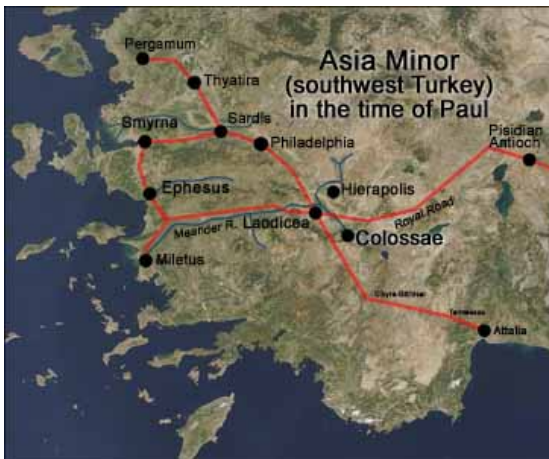 Pergamum
Asia Minor
(southwest Turkey)
in the time of Paul
Thyatira
Sardis
Smyrna
Philadelphia
Pisidian
Antioch
Ephesus
Hierapolis
Royal Road
Meander R.
Laodicea
Colossae
Miletus
Attalia